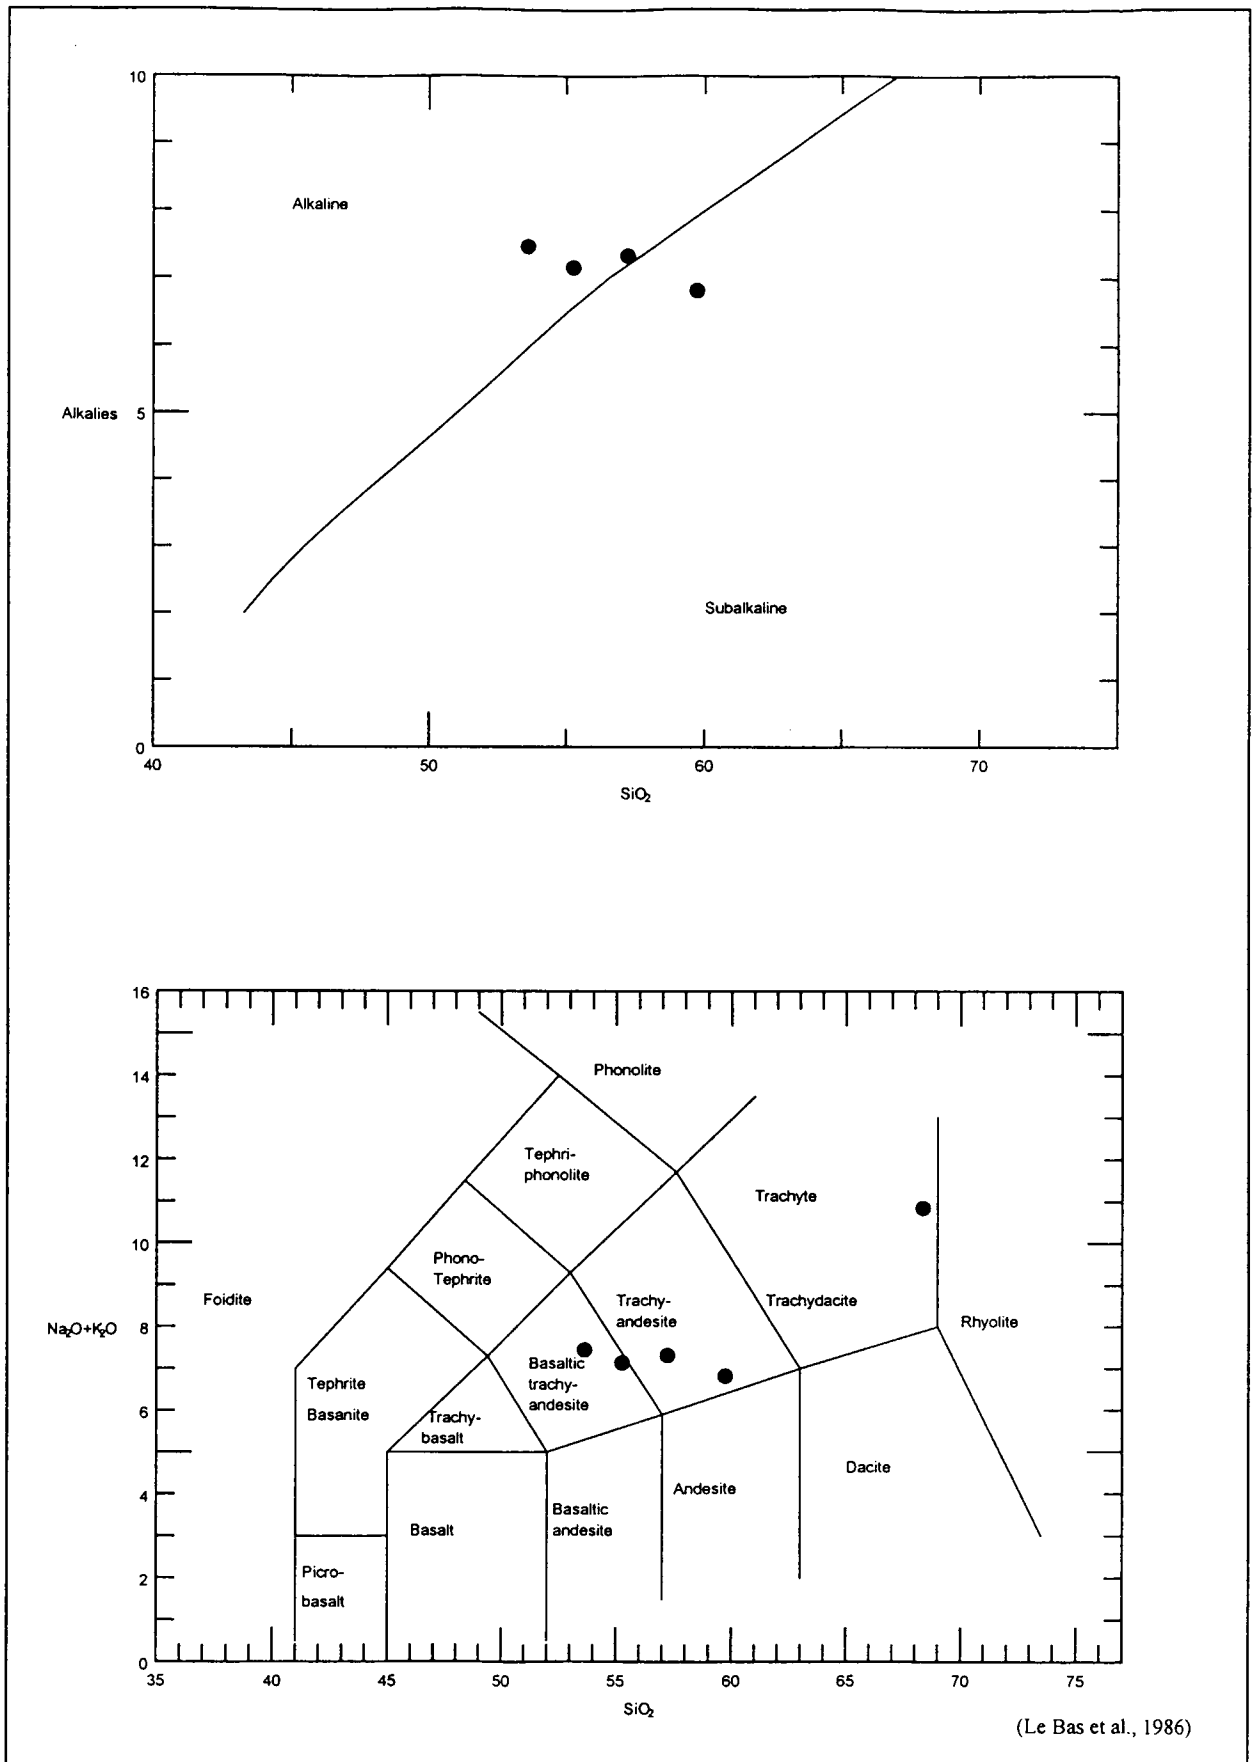 10
Alkaline
Alkalies 5
Subalkaline
0
40 50 60 70
SiO₂
16
14
12
10
8
6
4
2
0
Na₂O+K₂O
Phonolite
Tephri-
phonolite
Trachyte
Phono-
Tephrite
Foidite
Trachy-
andesite
Trachydacite
Rhyolite
Basaltic
trachy-
andesite
Tephrite
Basanite
Trachy-
basalt
Dacite
Andesite
Basaltic
andesite
Basalt
Picro-
basalt
35 40 45 50 55 60 65 70 75
SiO₂
(Le Bas et al., 1986)